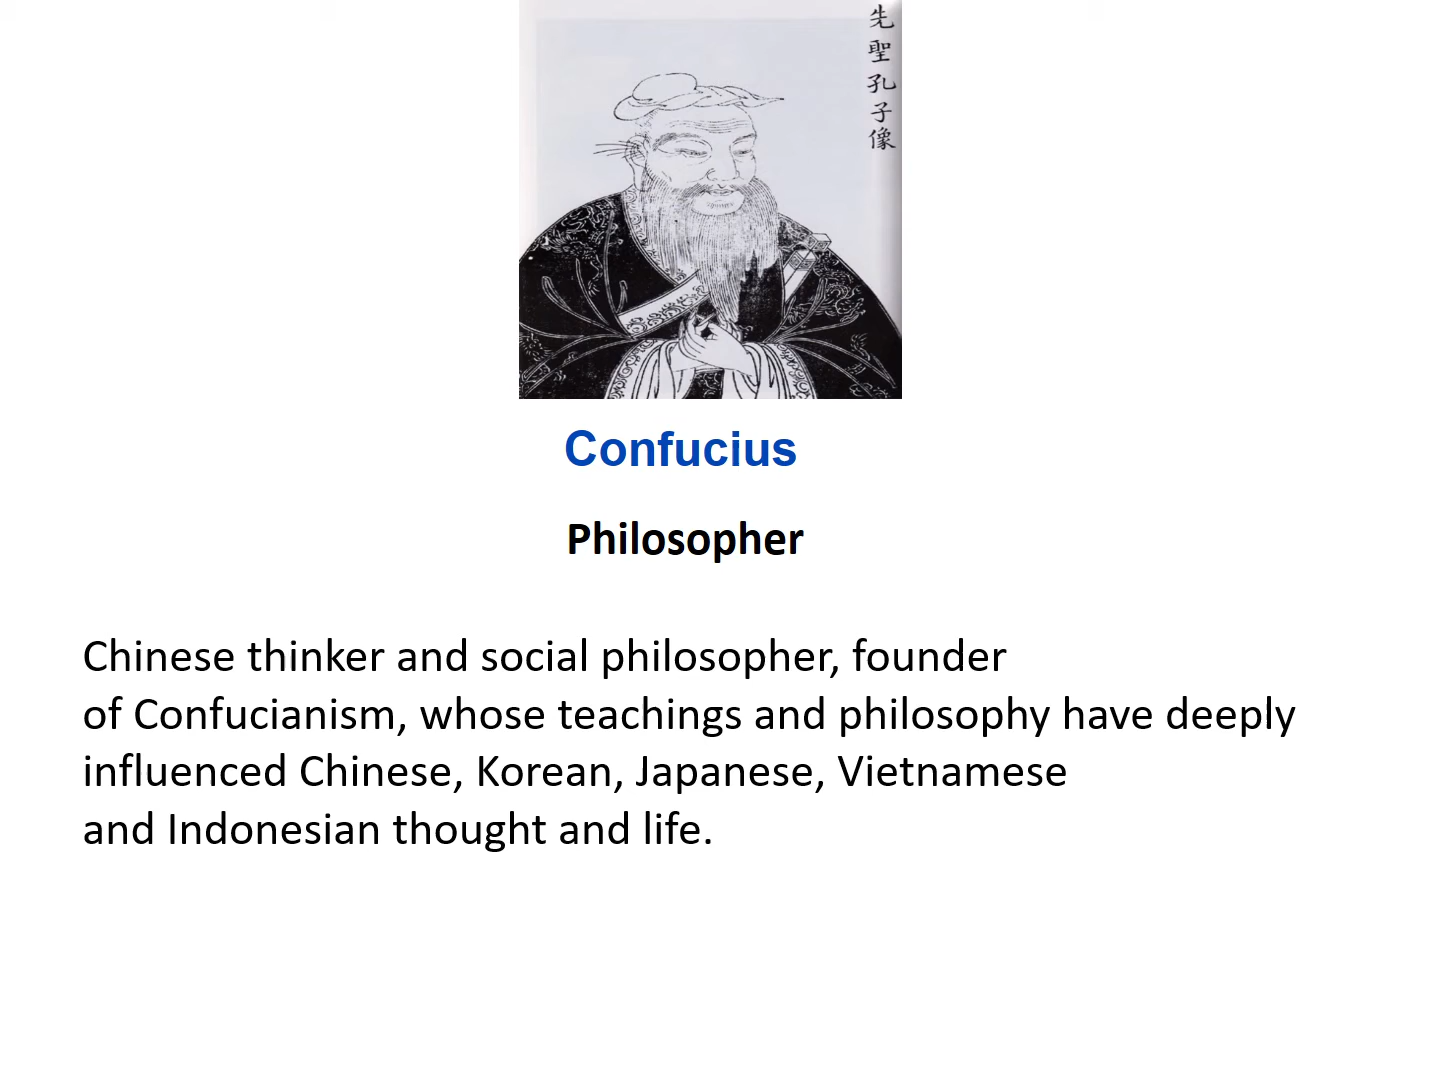 先聖孔子像
Confucius
Philosopher
Chinese thinker and social philosopher, founder
of Confucianism, whose teachings and philosophy have deeply
influenced Chinese, Korean, Japanese, Vietnamese
and Indonesian thought and life.